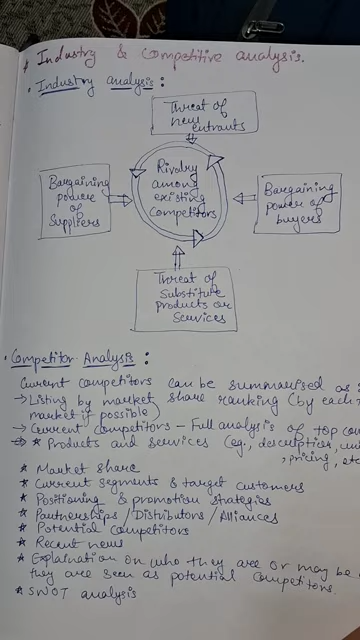 * Industry & Competitive analysis.
• Industry analysis :
Threat of
new
entrants
Bargaining
power of
Suppliers
Rivalry
among
existing
Competitors
Bargaining
power of
buyers
Threat of
Substitute
products or
Services
• Competitor Analysis :
Current competitors can be summarised as
→ Listing by market share ranking (by each
market if possible)
→ Current competitors - Full analysis of top
→ * Products and services (eg., description,
, pricing, etc
* Market share
* Current segments & target customers
* Positioning & promotion strategies
* Partnerships / Distributors / Alliances
* Potential competitors
* Recent news
* Explaination on who they are or may be
they are seen as potential competitors.
* SWOT analysis